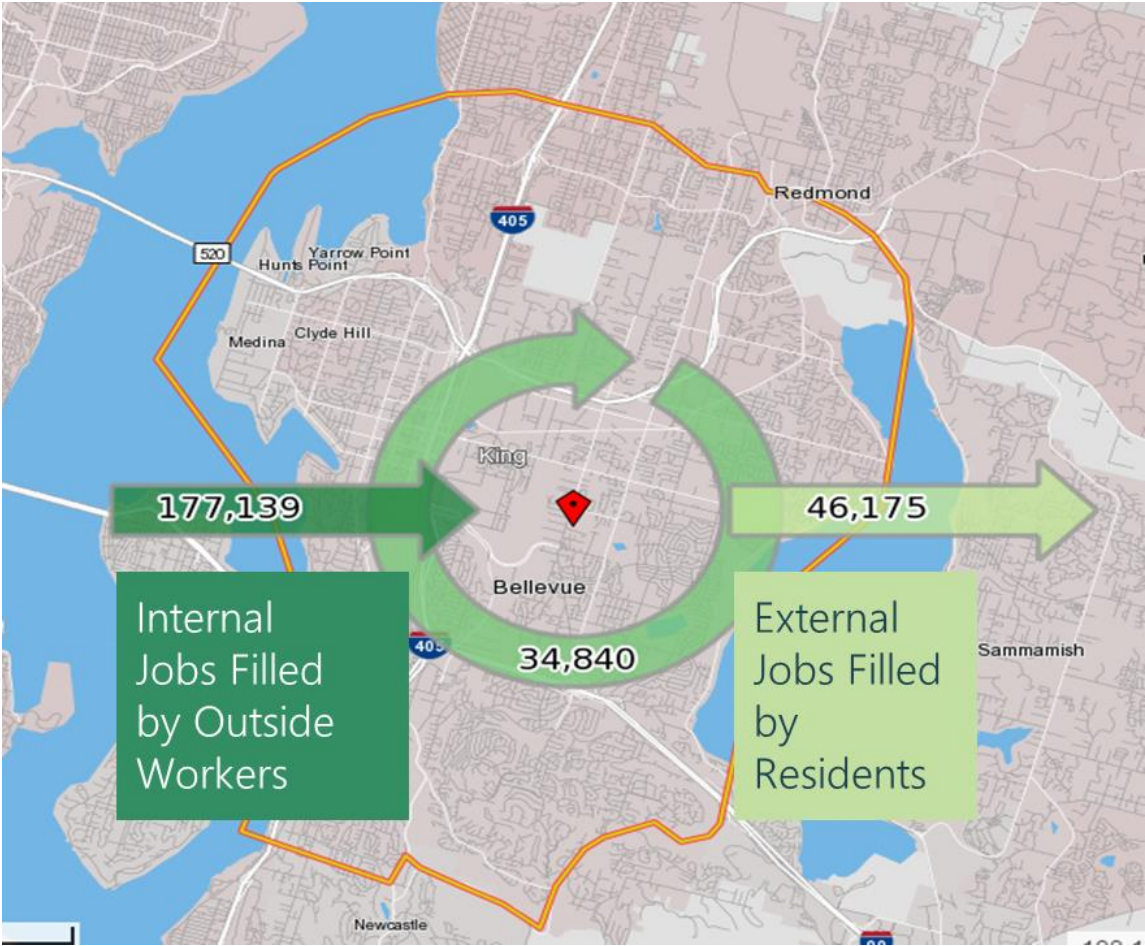 Redmond
405
520
Yarrow Point
Hunts Point
Medina
Clyde Hill
King
177,139
46,175
Bellevue
Internal
Jobs Filled
by Outside
Workers
405
34,840
External
Jobs Filled
by
Residents
Sammamish
Newcastle